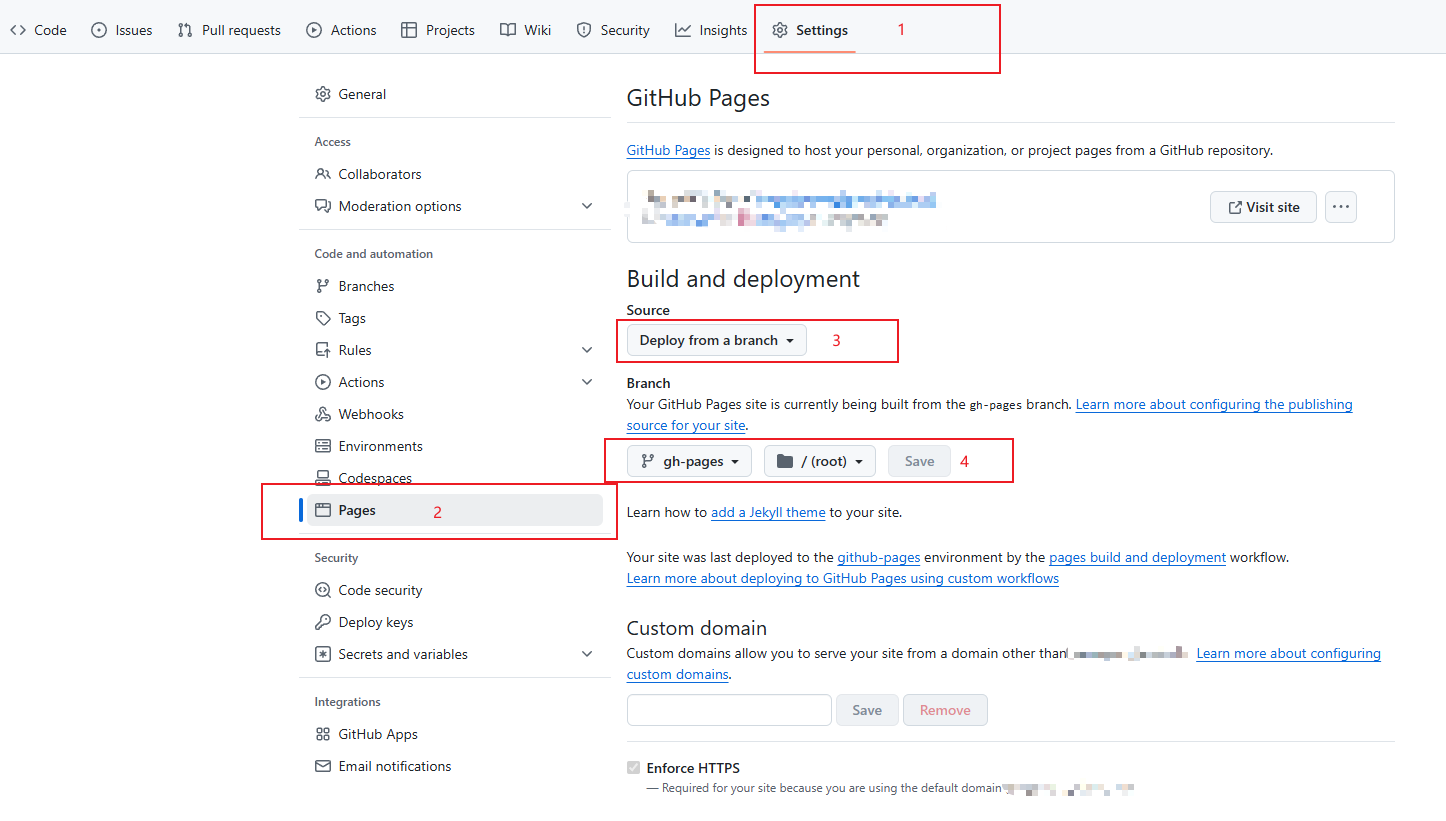 Code Issues Pull requests Actions Projects Wiki Security Insights Settings 1
General
Access
Collaborators
Moderation options
Code and automation
Branches
Tags
Rules
Actions
Webhooks
Environments
Codespaces
Pages 2
Security
Code security
Deploy keys
Secrets and variables
Integrations
GitHub Apps
Email notifications
GitHub Pages
GitHub Pages is designed to host your personal, organization, or project pages from a GitHub repository.
Visit site ...
Build and deployment
Source
Deploy from a branch 3
Branch
Your GitHub Pages site is currently being built from the gh-pages branch. Learn more about configuring the publishing
source for your site.
gh-pages / (root) Save 4
Learn how to add a Jekyll theme to your site.
Your site was last deployed to the github-pages environment by the pages build and deployment workflow.
Learn more about deploying to GitHub Pages using custom workflows
Custom domain
Custom domains allow you to serve your site from a domain other than Learn more about configuring
custom domains.
Save Remove
Enforce HTTPS
— Required for your site because you are using the default domain